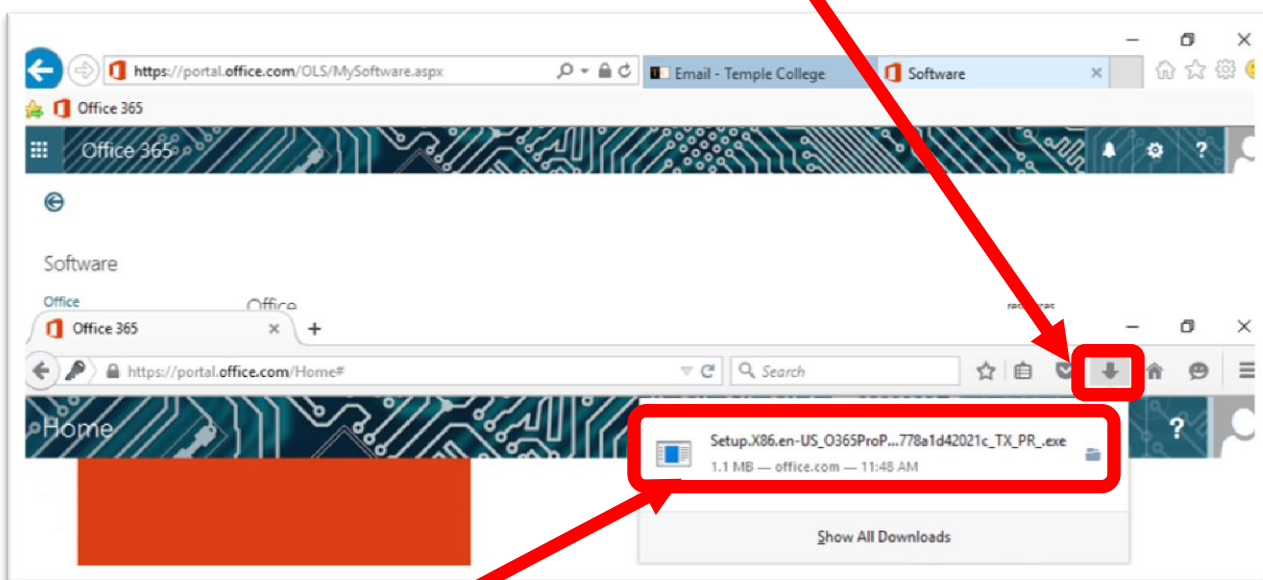 https://portal.office.com/OLS/MySoftware.aspx
Email - Temple College
Software
Office 365
Office 365
?
Software
Office
Office
Office 365
https://portal.office.com/Home#
Search
Home
?
Setup.X86.en-US_O365ProP...778a1d42021c_TX_PR_.exe
1.1 MB — office.com — 11:48 AM
Show All Downloads